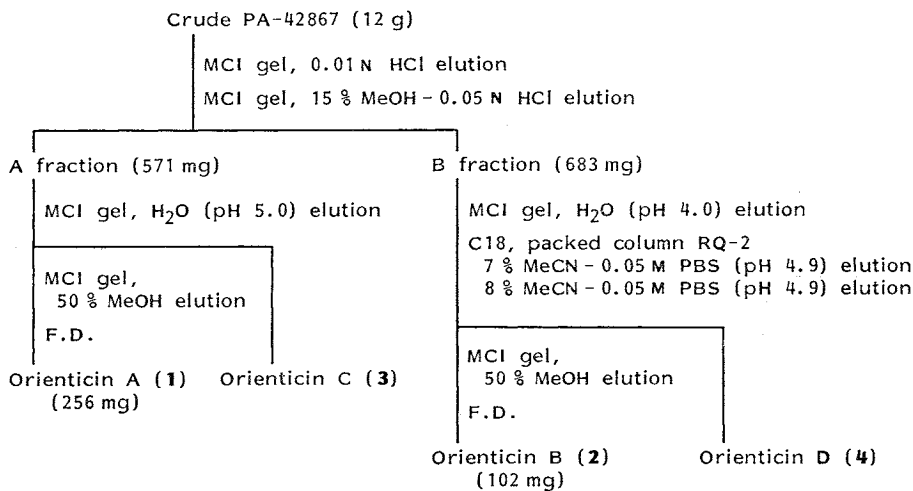 Crude PA-42867 (12 g)
MCI gel, 0.01 N HCl elution
MCI gel, 15 % MeOH - 0.05 N HCl elution
A fraction (571 mg)
MCI gel, H₂O (pH 5.0) elution
MCI gel,
50 % MeOH elution
F.D.
Orienticin A (1)
(256 mg)
Orienticin C (3)
B fraction (683 mg)
MCI gel, H₂O (pH 4.0) elution
C18, packed column RQ-2
7 % MeCN - 0.05 M PBS (pH 4.9) elution
8 % MeCN - 0.05 M PBS (pH 4.9) elution
MCI gel,
50 % MeOH elution
F.D.
Orienticin B (2)
(102 mg)
Orienticin D (4)